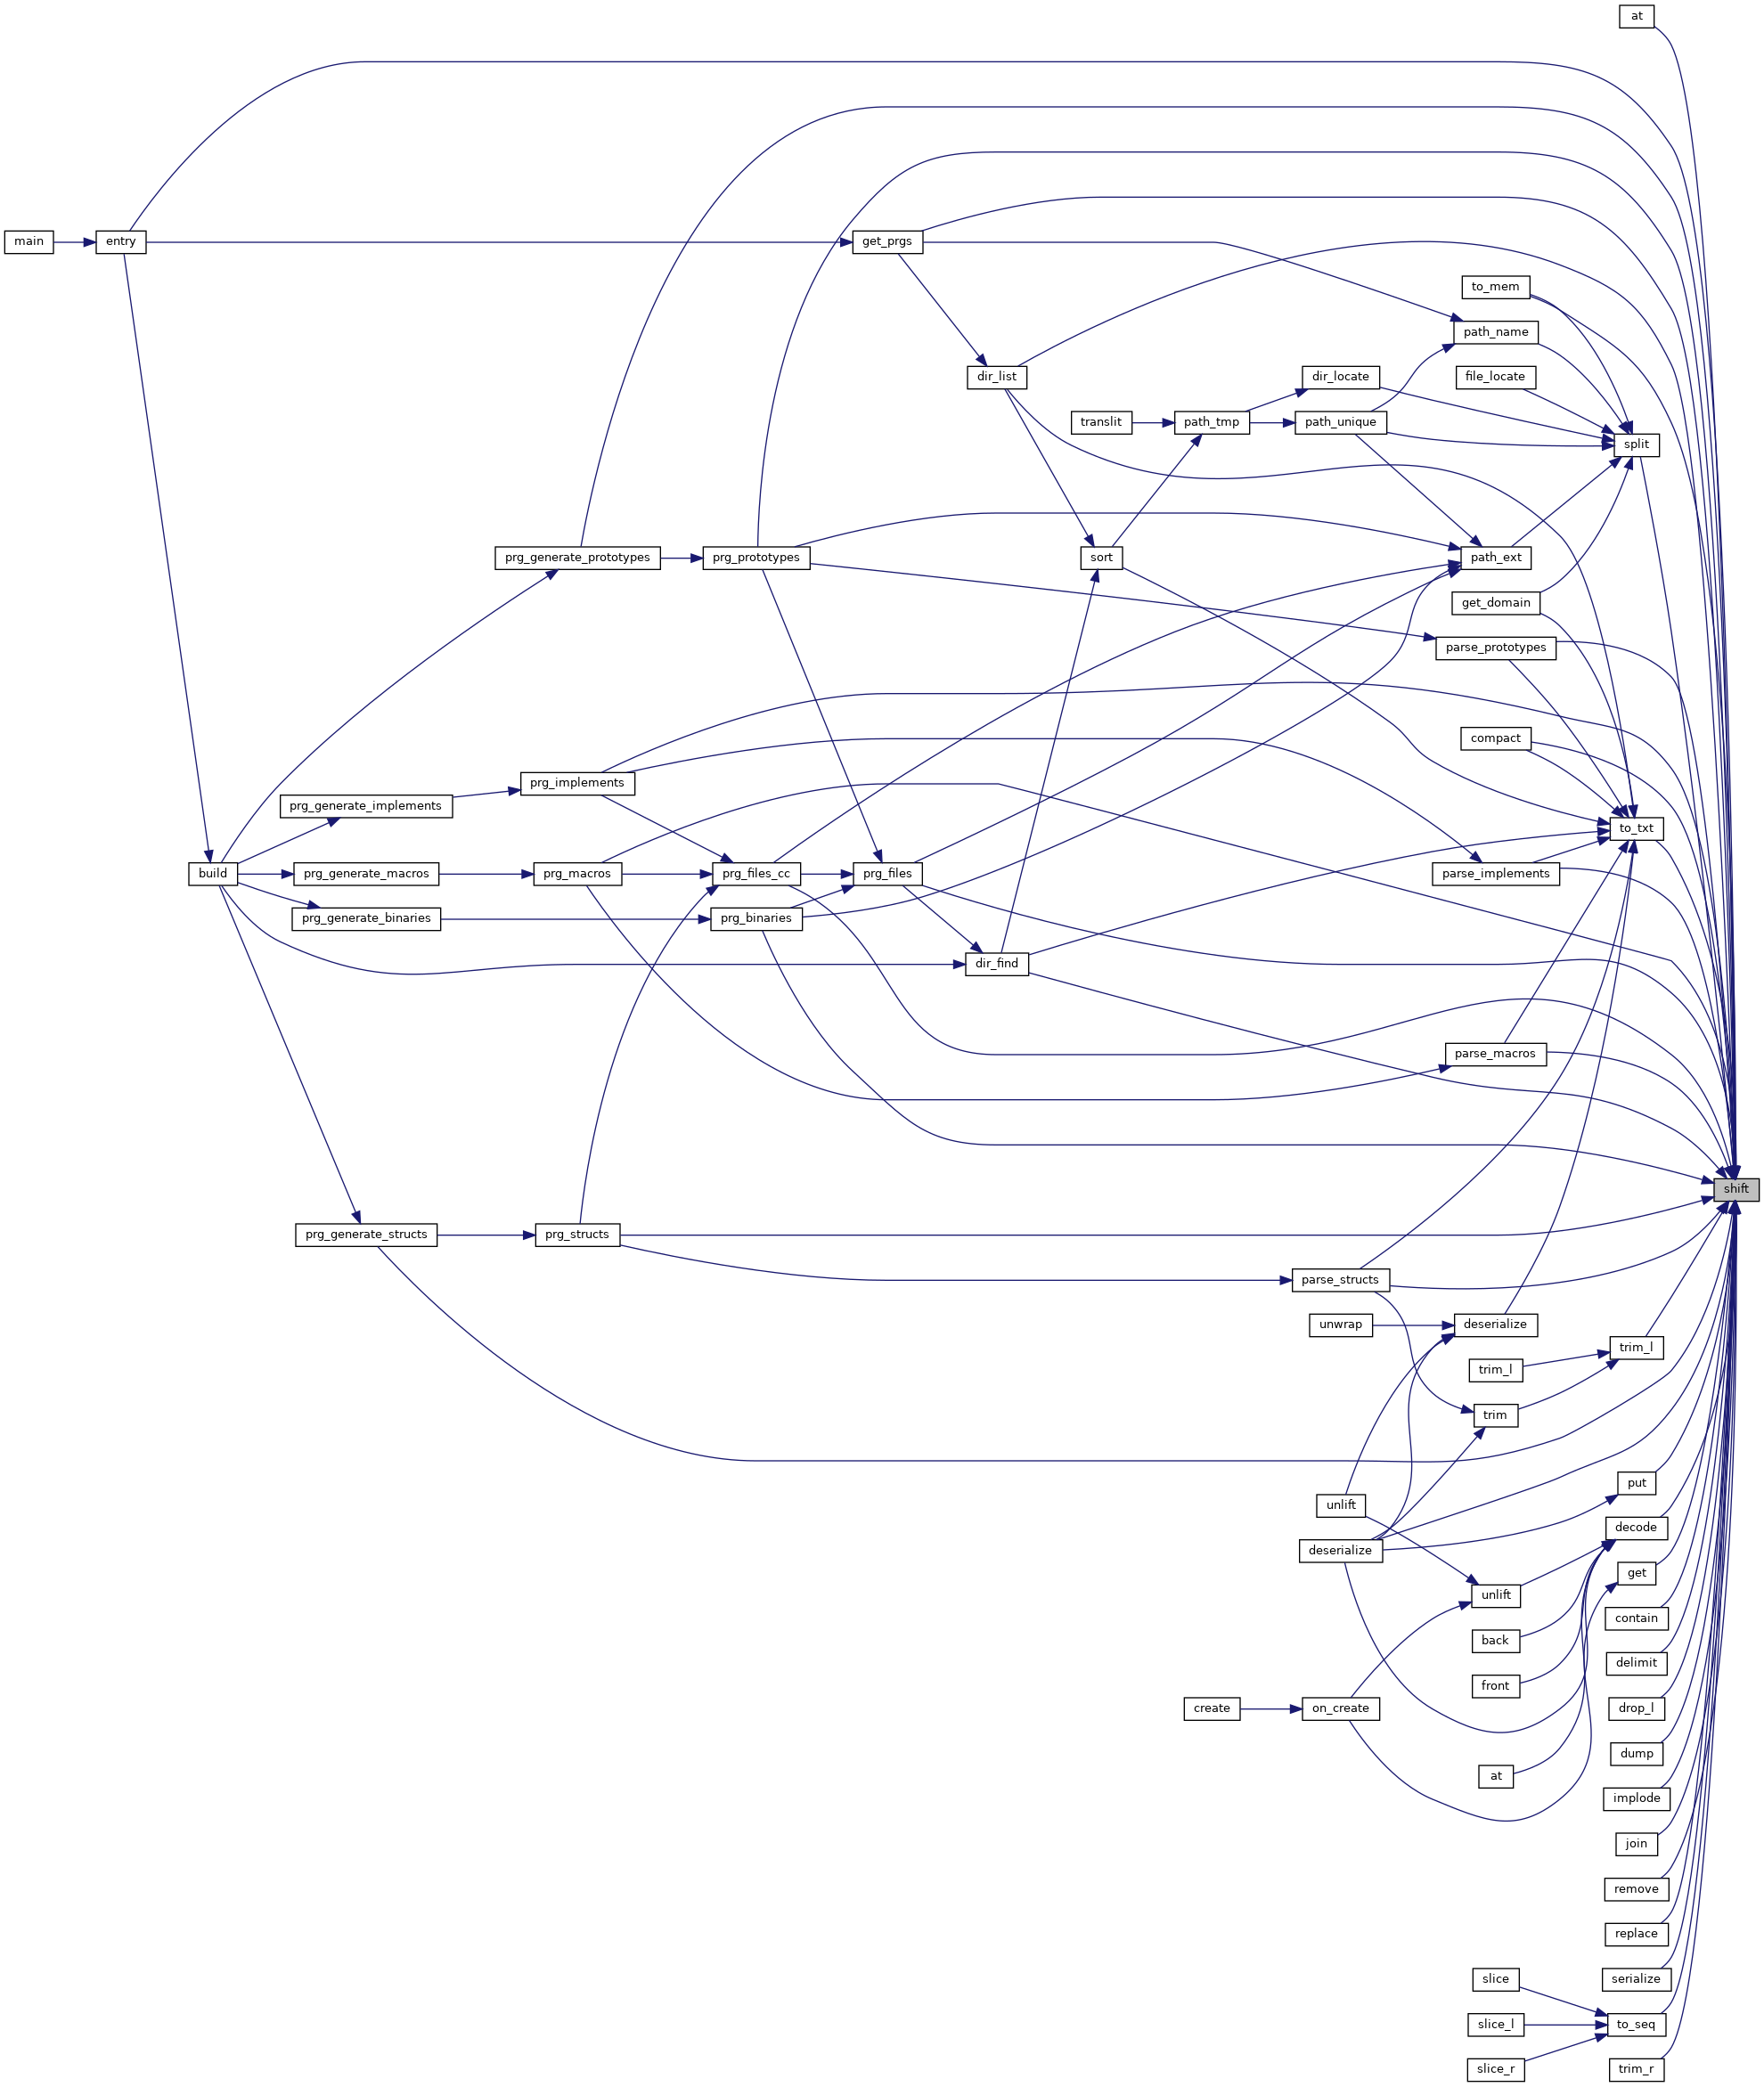 at
main
entry
get_prgs
to_mem
path_name
dir_list
dir_locate
file_locate
translit
path_tmp
path_unique
split
prg_generate_prototypes
prg_prototypes
sort
path_ext
get_domain
parse_prototypes
compact
prg_implements
prg_generate_implements
to_txt
build
prg_generate_macros
prg_macros
prg_files_cc
prg_files
parse_implements
prg_generate_binaries
prg_binaries
dir_find
parse_macros
shift
prg_generate_structs
prg_structs
parse_structs
unwrap
deserialize
trim_l
trim_l
trim
put
unlift
decode
deserialize
get
unlift
contain
back
delimit
front
create
on_create
drop_l
dump
at
implode
join
remove
replace
slice
serialize
slice_l
to_seq
slice_r
trim_r